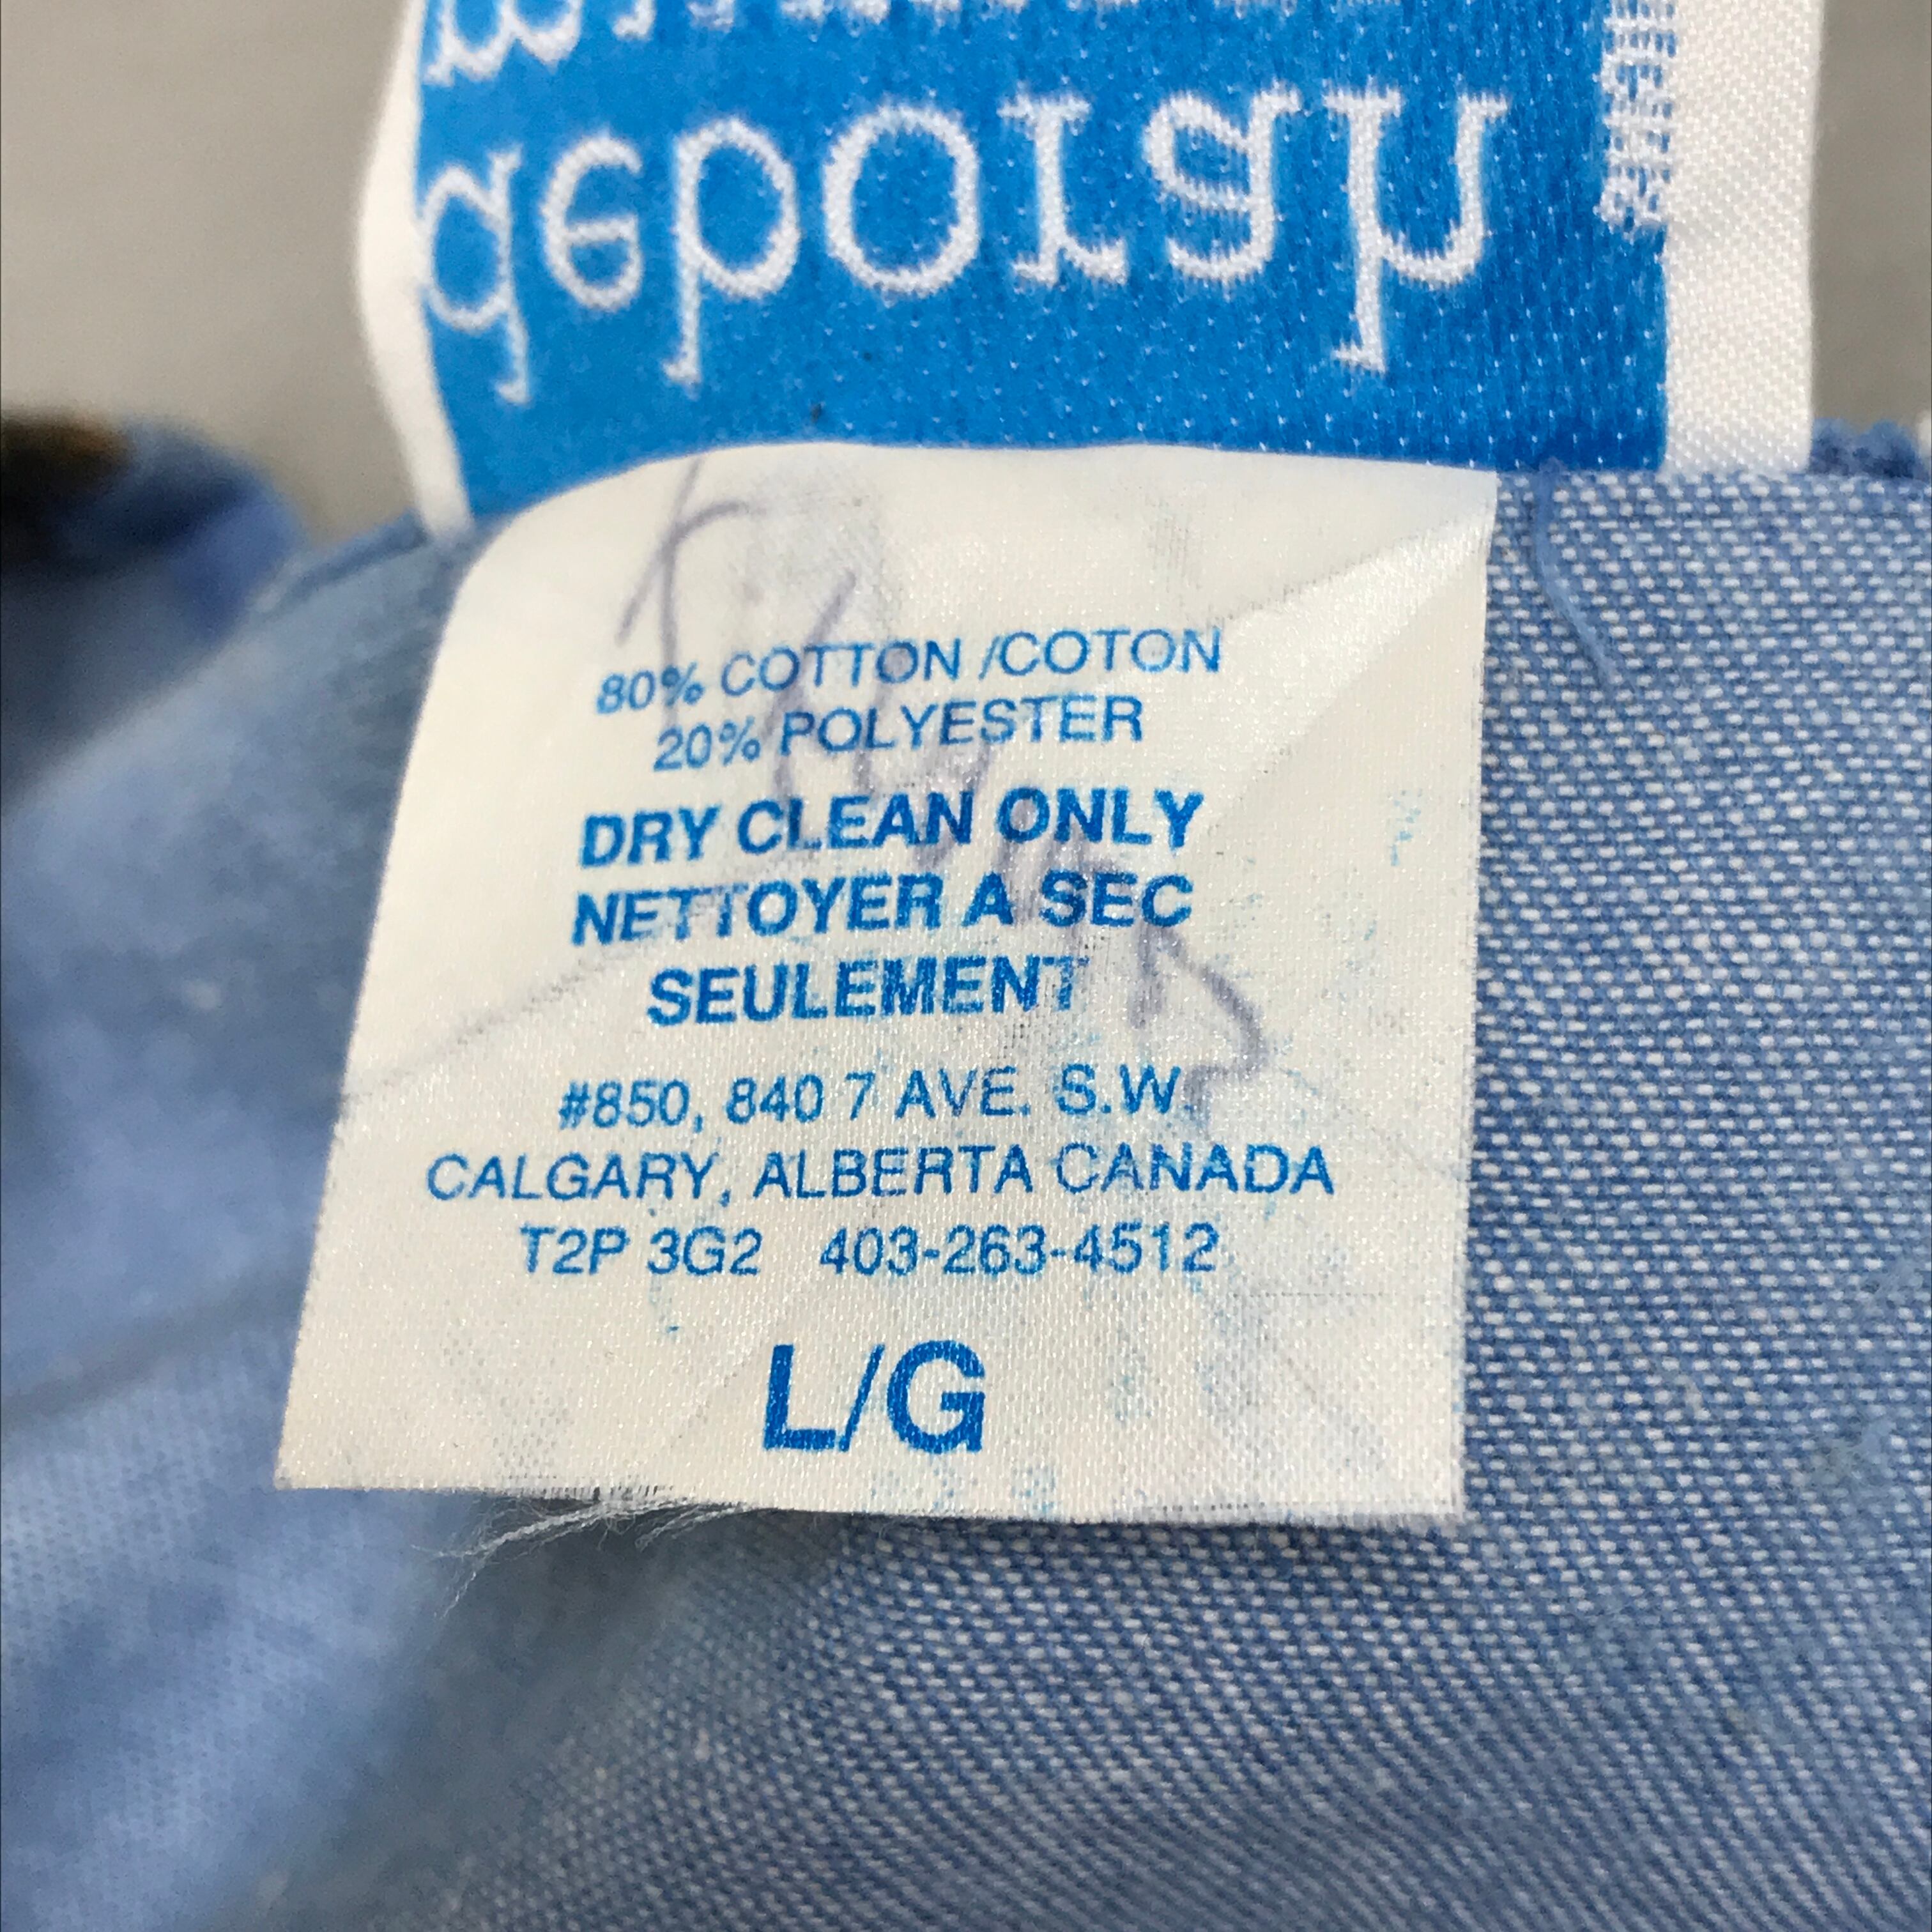 deborah
80% COTTON /COTON
20% POLYESTER
DRY CLEAN ONLY
NETTOYER A SEC
SEULEMENT
#850, 840 7 AVE. S.W.
CALGARY, ALBERTA CANADA
T2P 3G2 403-263-4512
L/G